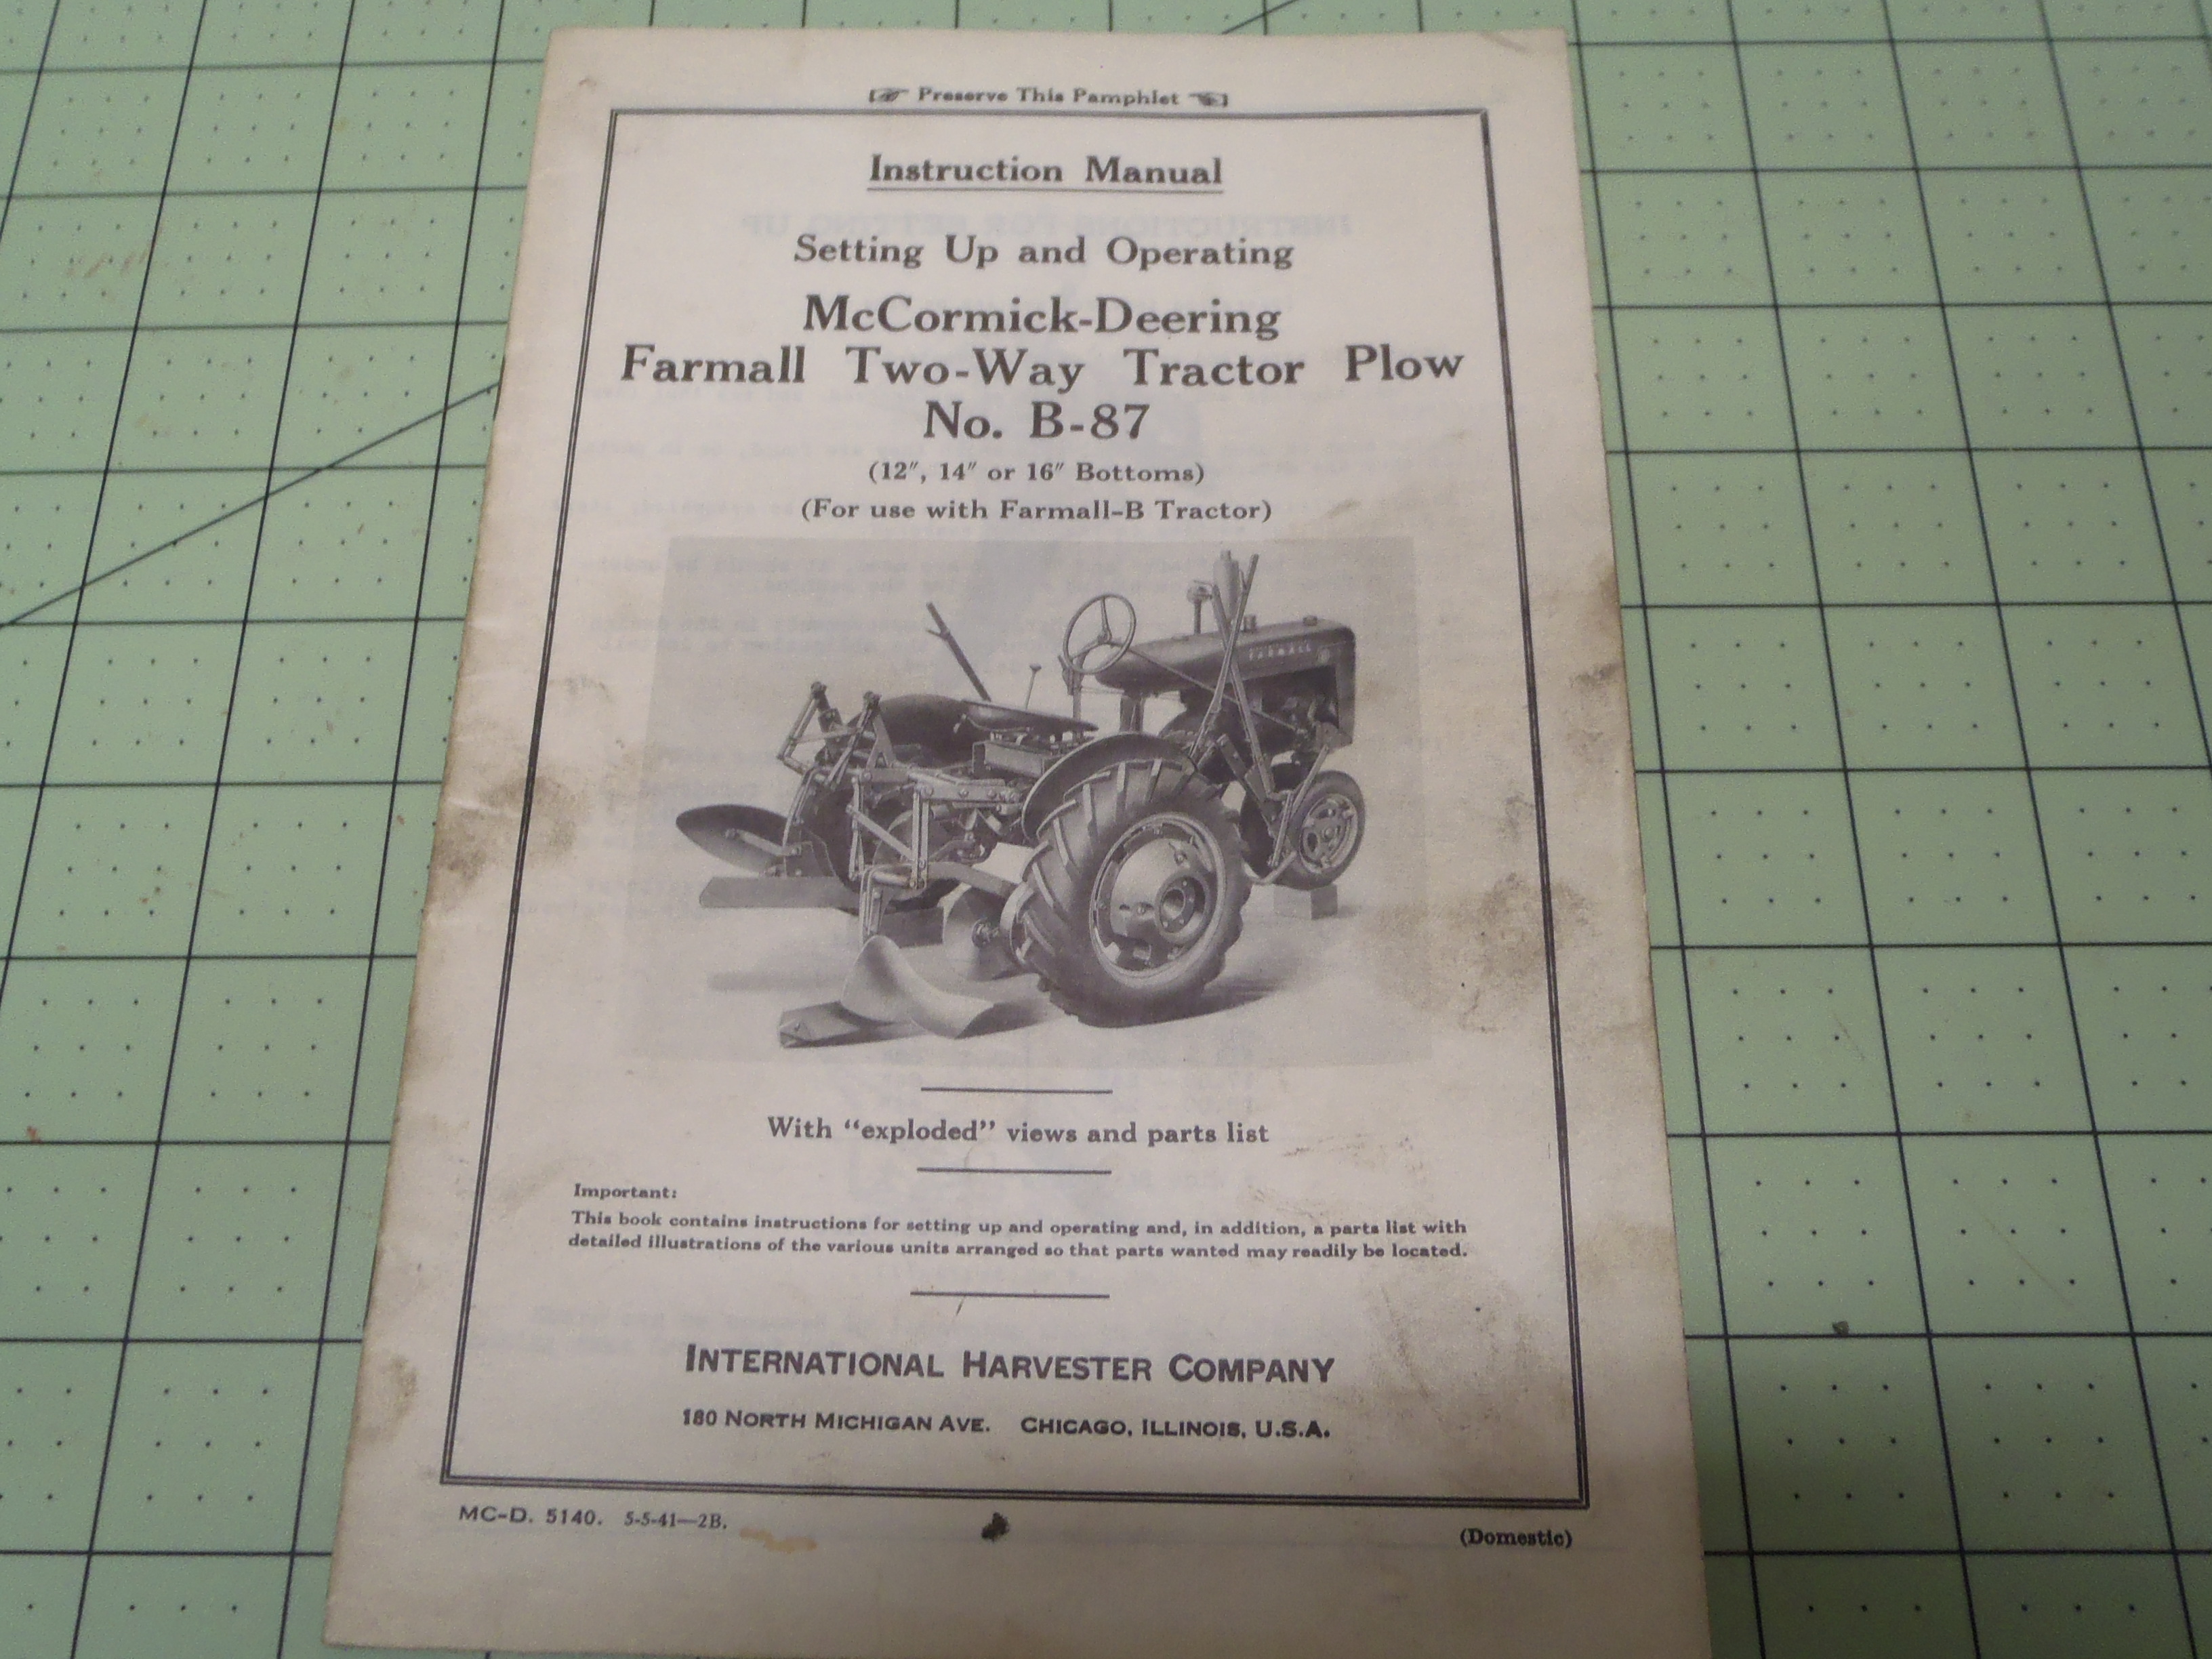 Preserve This Pamphlet
Instruction Manual
Setting Up and Operating
McCormick-Deering
Farmall Two-Way Tractor Plow
No. B-87
(12″, 14″ or 16″ Bottoms)
(For use with Farmall-B Tractor)
Farmall
With “exploded” views and parts list
Important:
This book contains instructions for setting up and operating and, in addition, a parts list with
detailed illustrations of the various units arranged so that parts wanted may readily be located.
INTERNATIONAL HARVESTER COMPANY
180 NORTH MICHIGAN AVE. CHICAGO, ILLINOIS, U.S.A.
MC-D. 5140. 5-5-41—2B.
(Domestic)